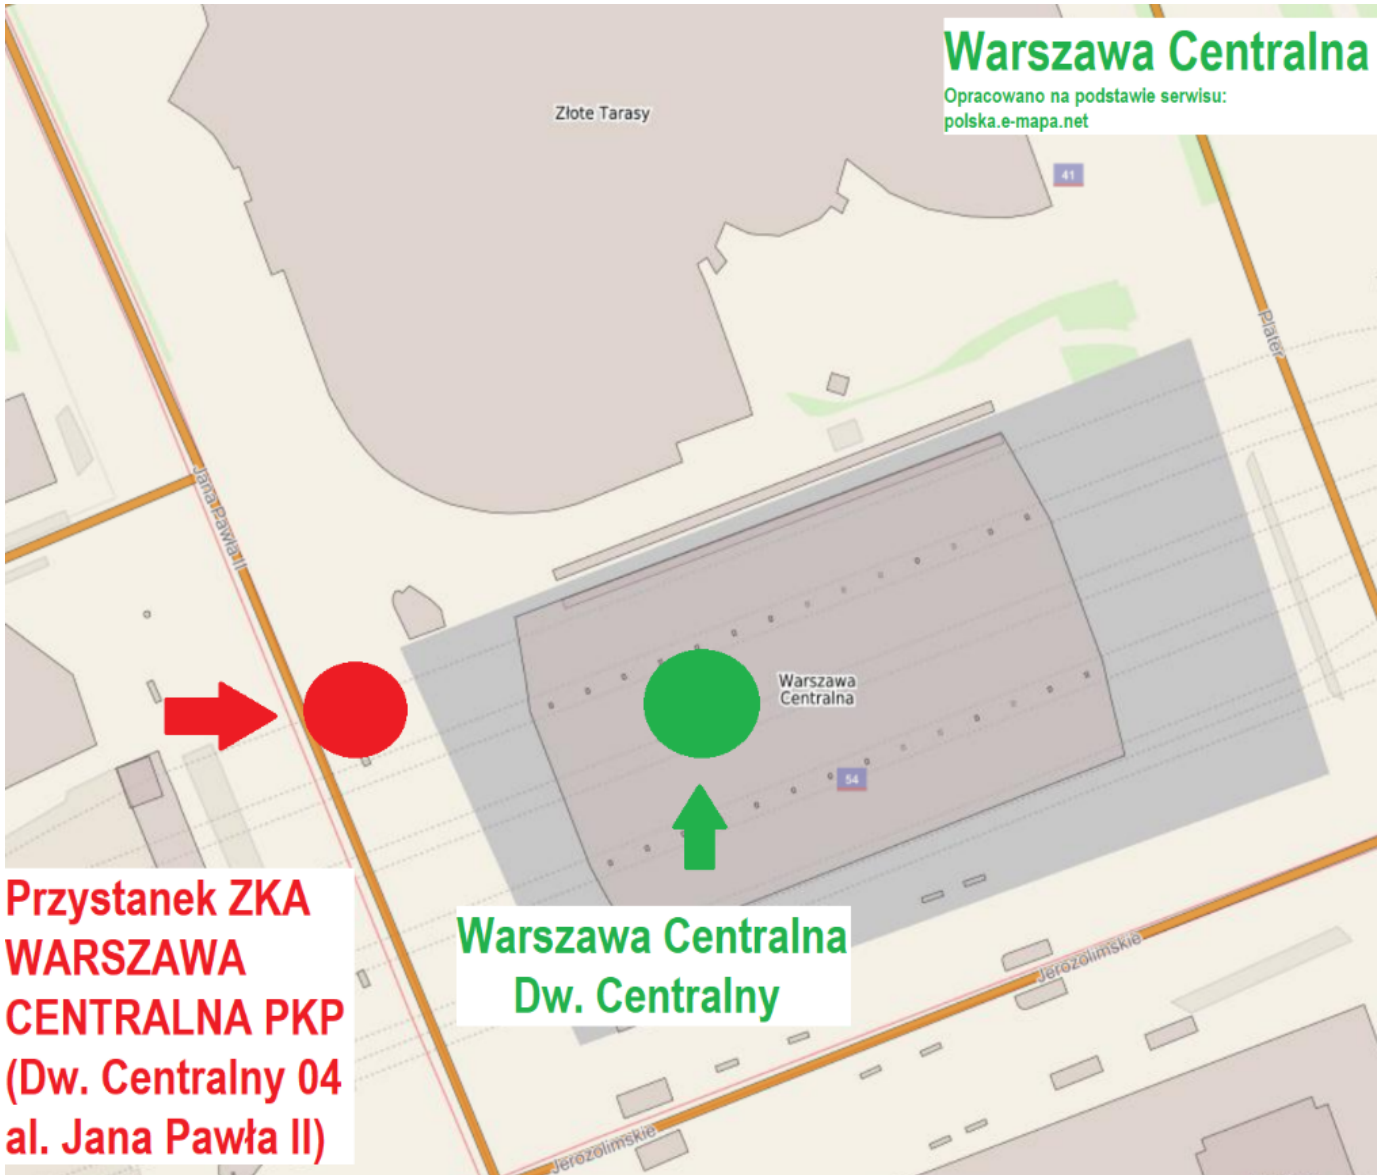 Warszawa Centralna
Opracowano na podstawie serwisu:
polska.e-mapa.net
Złote Tarasy
41
Plater
Jana Pawła II
Warszawa
Centralna
54
Przystanek ZKA
WARSZAWA
CENTRALNA PKP
(Dw. Centralny 04
al. Jana Pawła II)
Warszawa Centralna
Dw. Centralny
Jerozolimskie
Jerozolimskie